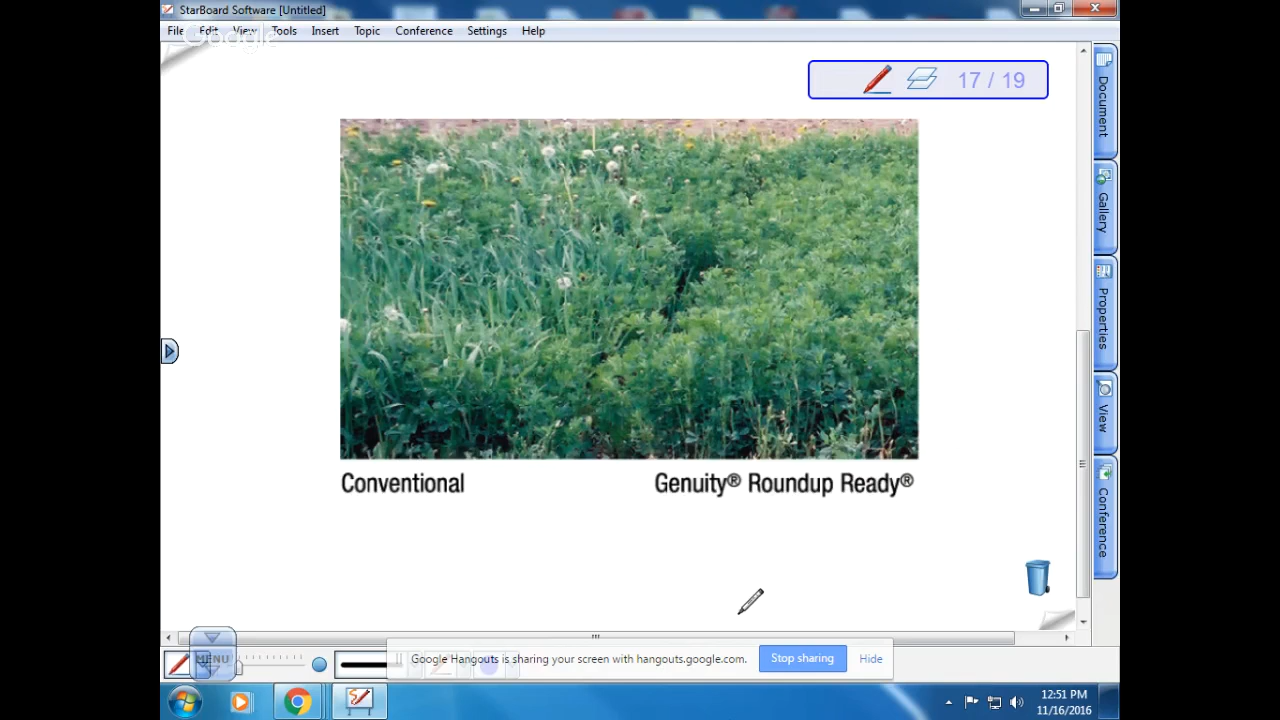 StarBoard Software [Untitled]
File Edit View Tools Insert Topic Conference Settings Help
Google
17 / 19
Document
Gallery
Properties
View
Conference
Conventional
Genuity® Roundup Ready®
MENU
Google Hangouts is sharing your screen with hangouts.google.com.
Stop sharing
Hide
12:51 PM
11/16/2016